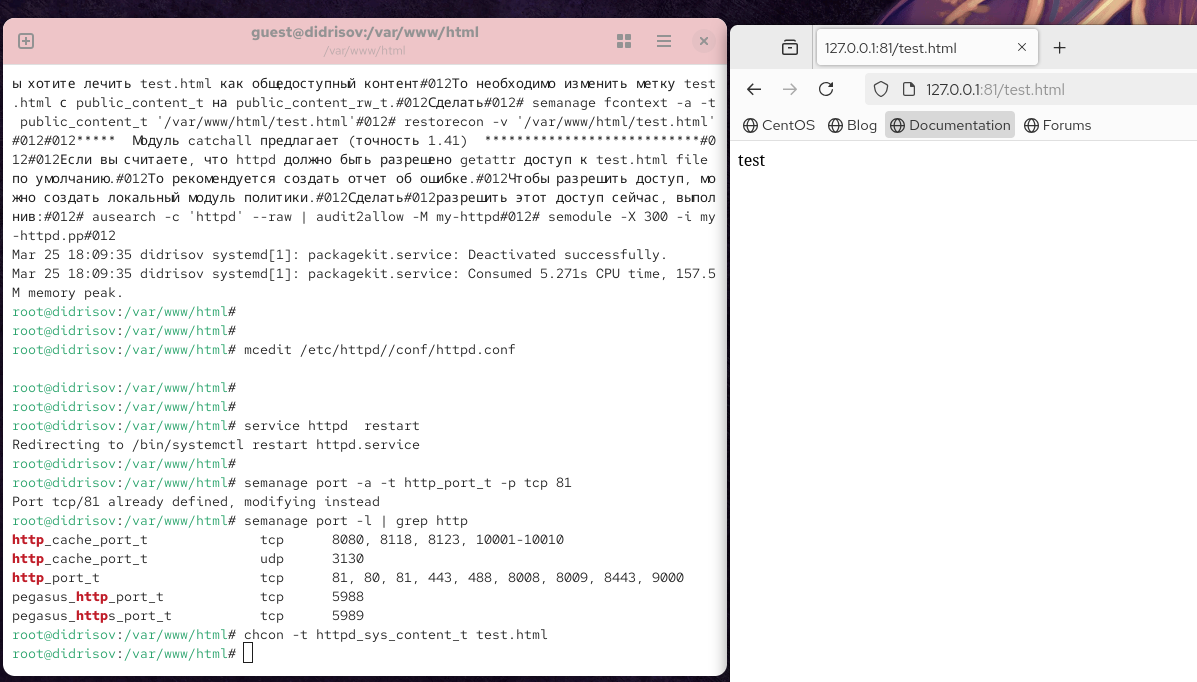 guest@didrisov:/var/www/html
/var/www/html
ы хотите лечить test.html как общедоступный контент#012То необходимо изменить метку test
.html с public_content_t на public_content_rw_t.#012Сделать#012# semanage fcontext -a -t
public_content_t '/var/www/html/test.html'#012# restorecon -v '/var/www/html/test.html'
#012#012***** Модуль catchall предлагает (точность 1.41) ***************************#0
12#012Если вы считаете, что httpd должно быть разрешено getattr доступ к test.html file
по умолчанию.#012То рекомендуется создать отчет об ошибке.#012Чтобы разрешить доступ, мо
жно создать локальный модуль политики.#012Сделать#012разрешить этот доступ сейчас, выпол
нив:#012# ausearch -c 'httpd' --raw | audit2allow -M my-httpd#012# semodule -X 300 -i my
-httpd.pp#012
Mar 25 18:09:35 didrisov systemd[1]: packagekit.service: Deactivated successfully.
Mar 25 18:09:35 didrisov systemd[1]: packagekit.service: Consumed 5.271s CPU time, 157.5
M memory peak.
root@didrisov:/var/www/html#
root@didrisov:/var/www/html#
root@didrisov:/var/www/html# mcedit /etc/httpd//conf/httpd.conf
root@didrisov:/var/www/html#
root@didrisov:/var/www/html#
root@didrisov:/var/www/html# service httpd  restart
Redirecting to /bin/systemctl restart httpd.service
root@didrisov:/var/www/html#
root@didrisov:/var/www/html# semanage port -a -t http_port_t -p tcp 81
Port tcp/81 already defined, modifying instead
root@didrisov:/var/www/html# semanage port -l | grep http
http_cache_port_t tcp 8080, 8118, 8123, 10001-10010
http_cache_port_t udp 3130
http_port_t tcp 81, 80, 81, 443, 488, 8008, 8009, 8443, 9000
pegasus_http_port_t tcp 5988
pegasus_https_port_t tcp 5989
root@didrisov:/var/www/html# chcon -t httpd_sys_content_t test.html
root@didrisov:/var/www/html#
127.0.0.1:81/test.html
127.0.0.1:81/test.html
CentOS Blog Documentation Forums
test